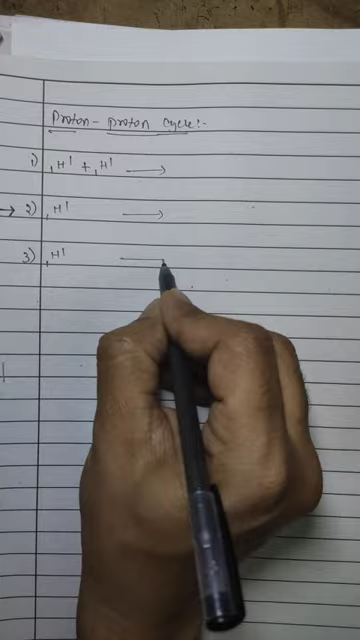 Proton - Proton Cycle:-
1) ₁H¹ + ₁H¹ ⟶
→ 2) ₁H¹ ⟶
3) ₁H¹ ⟶